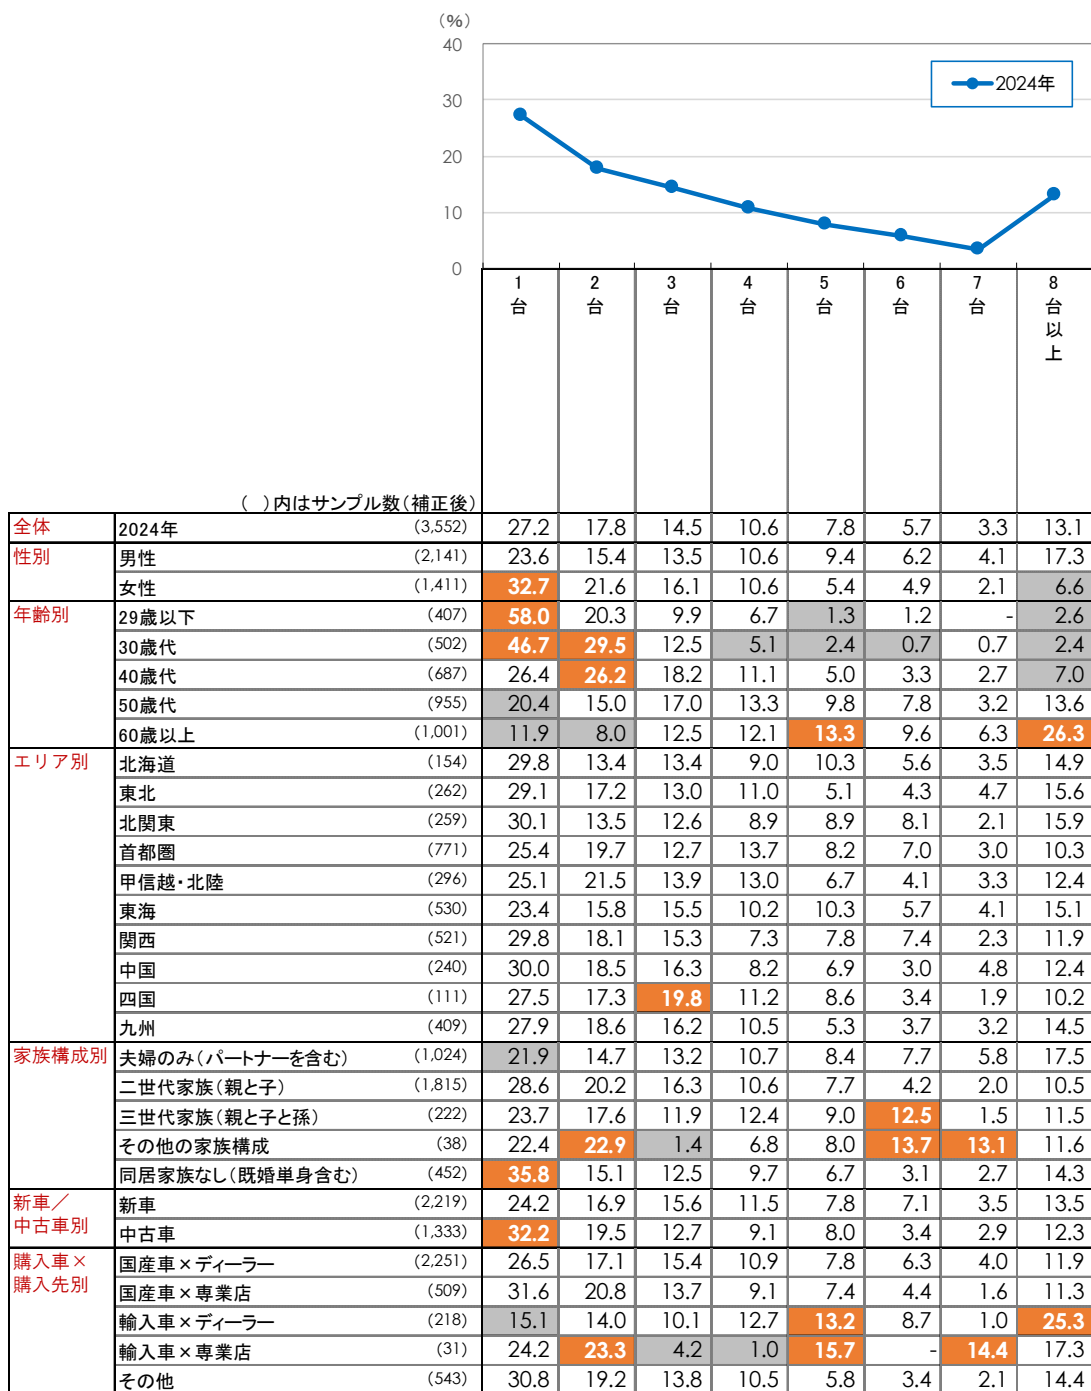 (%)
40
30
20
10
0
2024年
1台 2台 3台 4台 5台 6台 7台 8台以上
( )内はサンプル数(補正後)
全体 2024年 (3,552) 27.2 17.8 14.5 10.6 7.8 5.7 3.3 13.1
性別 男性 (2,141) 23.6 15.4 13.5 10.6 9.4 6.2 4.1 17.3
女性 (1,411) 32.7 21.6 16.1 10.6 5.4 4.9 2.1 6.6
年齢別 29歳以下 (407) 58.0 20.3 9.9 6.7 1.3 1.2 - 2.6
30歳代 (502) 46.7 29.5 12.5 5.1 2.4 0.7 0.7 2.4
40歳代 (687) 26.4 26.2 18.2 11.1 5.0 3.3 2.7 7.0
50歳代 (955) 20.4 15.0 17.0 13.3 9.8 7.8 3.2 13.6
60歳以上 (1,001) 11.9 8.0 12.5 12.1 13.3 9.6 6.3 26.3
エリア別 北海道 (154) 29.8 13.4 13.4 9.0 10.3 5.6 3.5 14.9
東北 (262) 29.1 17.2 13.0 11.0 5.1 4.3 4.7 15.6
北関東 (259) 30.1 13.5 12.6 8.9 8.9 8.1 2.1 15.9
首都圏 (771) 25.4 19.7 12.7 13.7 8.2 7.0 3.0 10.3
甲信越・北陸 (296) 25.1 21.5 13.9 13.0 6.7 4.1 3.3 12.4
東海 (530) 23.4 15.8 15.5 10.2 10.3 5.7 4.1 15.1
関西 (521) 29.8 18.1 15.3 7.3 7.8 7.4 2.3 11.9
中国 (240) 30.0 18.5 16.3 8.2 6.9 3.0 4.8 12.4
四国 (111) 27.5 17.3 19.8 11.2 8.6 3.4 1.9 10.2
九州 (409) 27.9 18.6 16.2 10.5 5.3 3.7 3.2 14.5
家族構成別 夫婦のみ(パートナーを含む) (1,024) 21.9 14.7 13.2 10.7 8.4 7.7 5.8 17.5
二世代家族(親と子) (1,815) 28.6 20.2 16.3 10.6 7.7 4.2 2.0 10.5
三世代家族(親と子と孫) (222) 23.7 17.6 11.9 12.4 9.0 12.5 1.5 11.5
その他の家族構成 (38) 22.4 22.9 1.4 6.8 8.0 13.7 13.1 11.6
同居家族なし(既婚単身含む) (452) 35.8 15.1 12.5 9.7 6.7 3.1 2.7 14.3
新車/ 新車 (2,219) 24.2 16.9 15.6 11.5 7.8 7.1 3.5 13.5
中古車別 中古車 (1,333) 32.2 19.5 12.7 9.1 8.0 3.4 2.9 12.3
購入車× 国産車×ディーラー (2,251) 26.5 17.1 15.4 10.9 7.8 6.3 4.0 11.9
購入先別 国産車×専業店 (509) 31.6 20.8 13.7 9.1 7.4 4.4 1.6 11.3
輸入車×ディーラー (218) 15.1 14.0 10.1 12.7 13.2 8.7 1.0 25.3
輸入車×専業店 (31) 24.2 23.3 4.2 1.0 15.7 - 14.4 17.3
その他 (543) 30.8 19.2 13.8 10.5 5.8 3.4 2.1 14.4